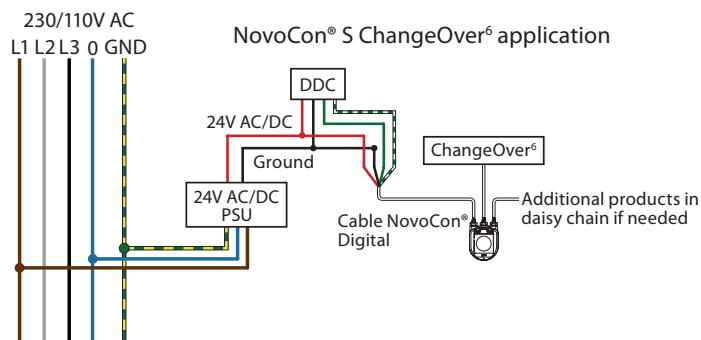 230/110V AC
L1 L2 L3 0 GND
NovoCon® S ChangeOver⁶ application
DDC
24V AC/DC
Ground
24V AC/DC
PSU
ChangeOver⁶
Cable NovoCon®
Digital
Additional products in
daisy chain if needed